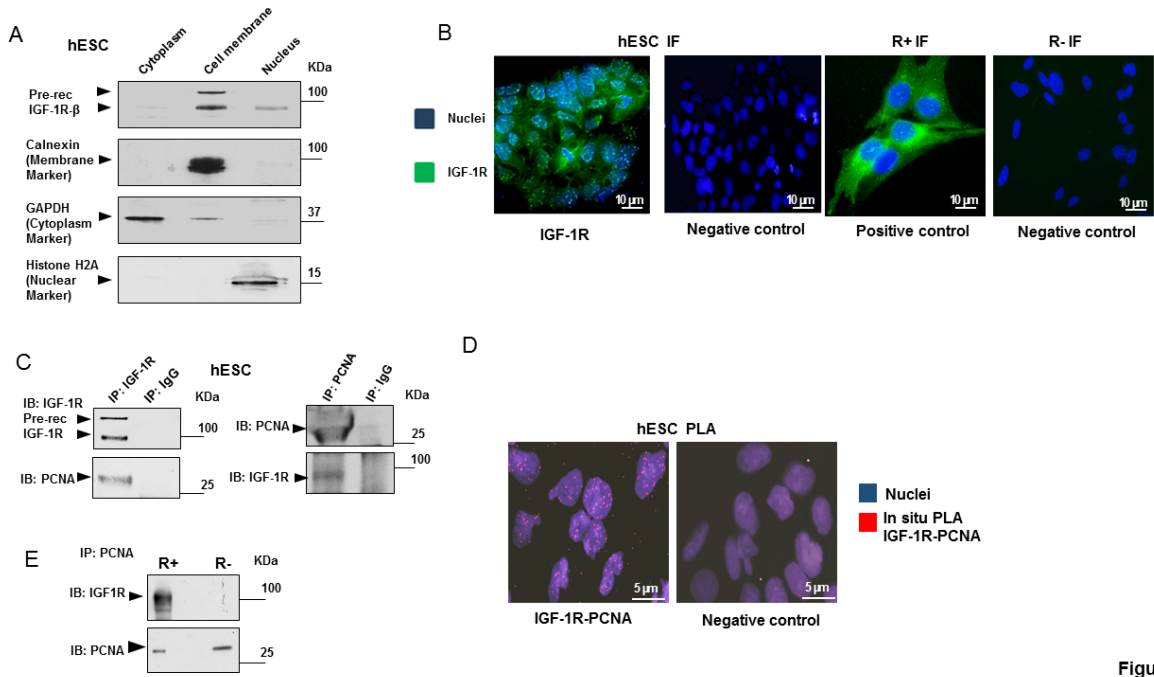 A
hESC
Cytoplasm
Cell membrane
Nucleus
KDa
Pre-rec
IGF-1R-β
100
Calnexin
(Membrane
Marker)
100
GAPDH
(Cytoplasm
Marker)
37
Histone H2A
(Nuclear
Marker)
15
B
hESC IF
R+ IF
R- IF
Nuclei
IGF-1R
10 µm
10 µm
10 µm
10 µm
IGF-1R
Negative control
Positive control
Negative control
C
hESC
IP: IGF-1R
IP: IgG
KDa
IB: IGF-1R
Pre-rec
IGF-1R
100
IB: PCNA
25
IP: PCNA
IP: IgG
KDa
IB: PCNA
25
IB: IGF-1R
100
D
hESC PLA
5 µm
5 µm
IGF-1R-PCNA
Negative control
Nuclei
In situ PLA
IGF-1R-PCNA
E
IP: PCNA
R+
R-
KDa
IB: IGF1R
100
IB: PCNA
25
Figu